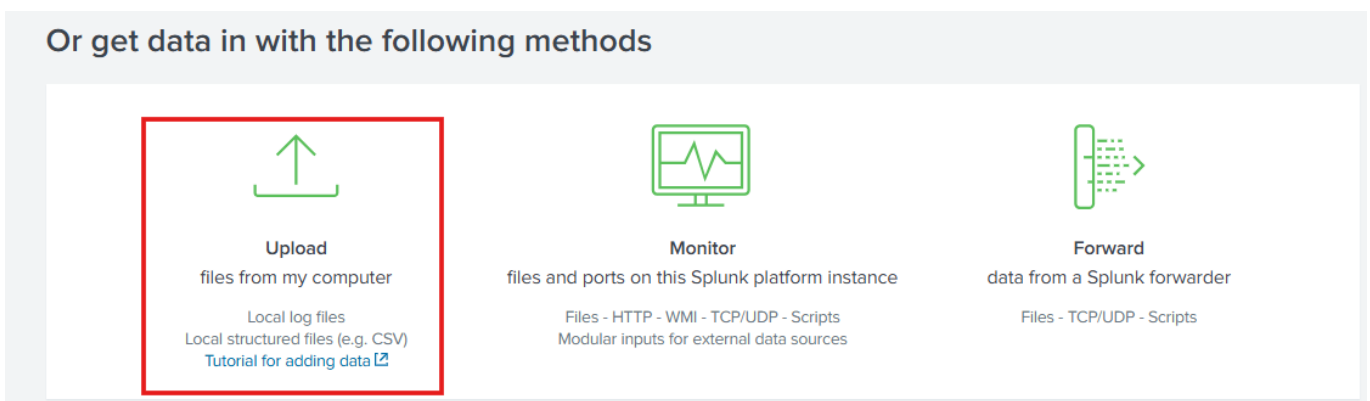 Or get data in with the following methods
Upload
files from my computer
Local log files
Local structured files (e.g. CSV)
Tutorial for adding data
Monitor
files and ports on this Splunk platform instance
Files - HTTP - WMI - TCP/UDP - Scripts
Modular inputs for external data sources
Forward
data from a Splunk forwarder
Files - TCP/UDP - Scripts